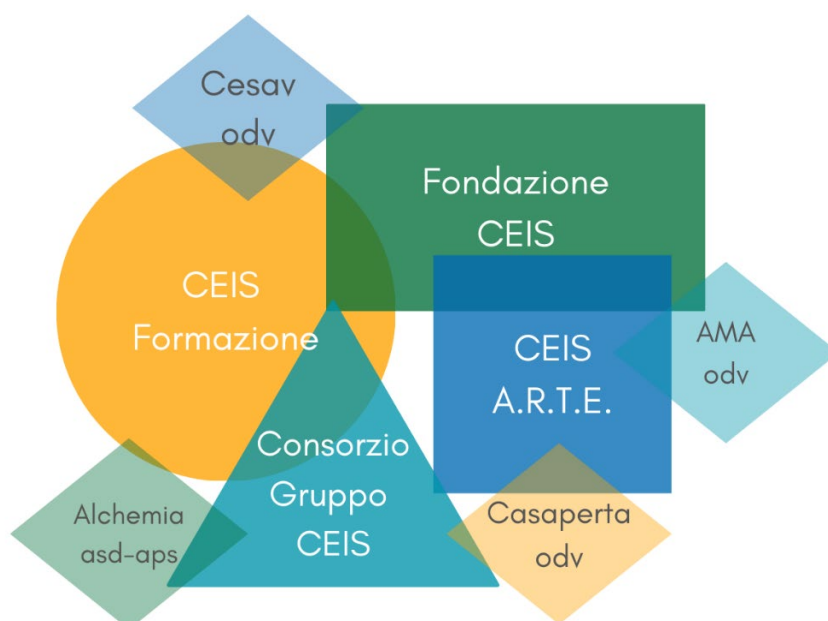 Cesav
odv
Fondazione
CEIS
CEIS
Formazione
CEIS
A.R.T.E.
AMA
odv
Consorzio
Gruppo
CEIS
Alchemia
asd-aps
Casaperta
odv